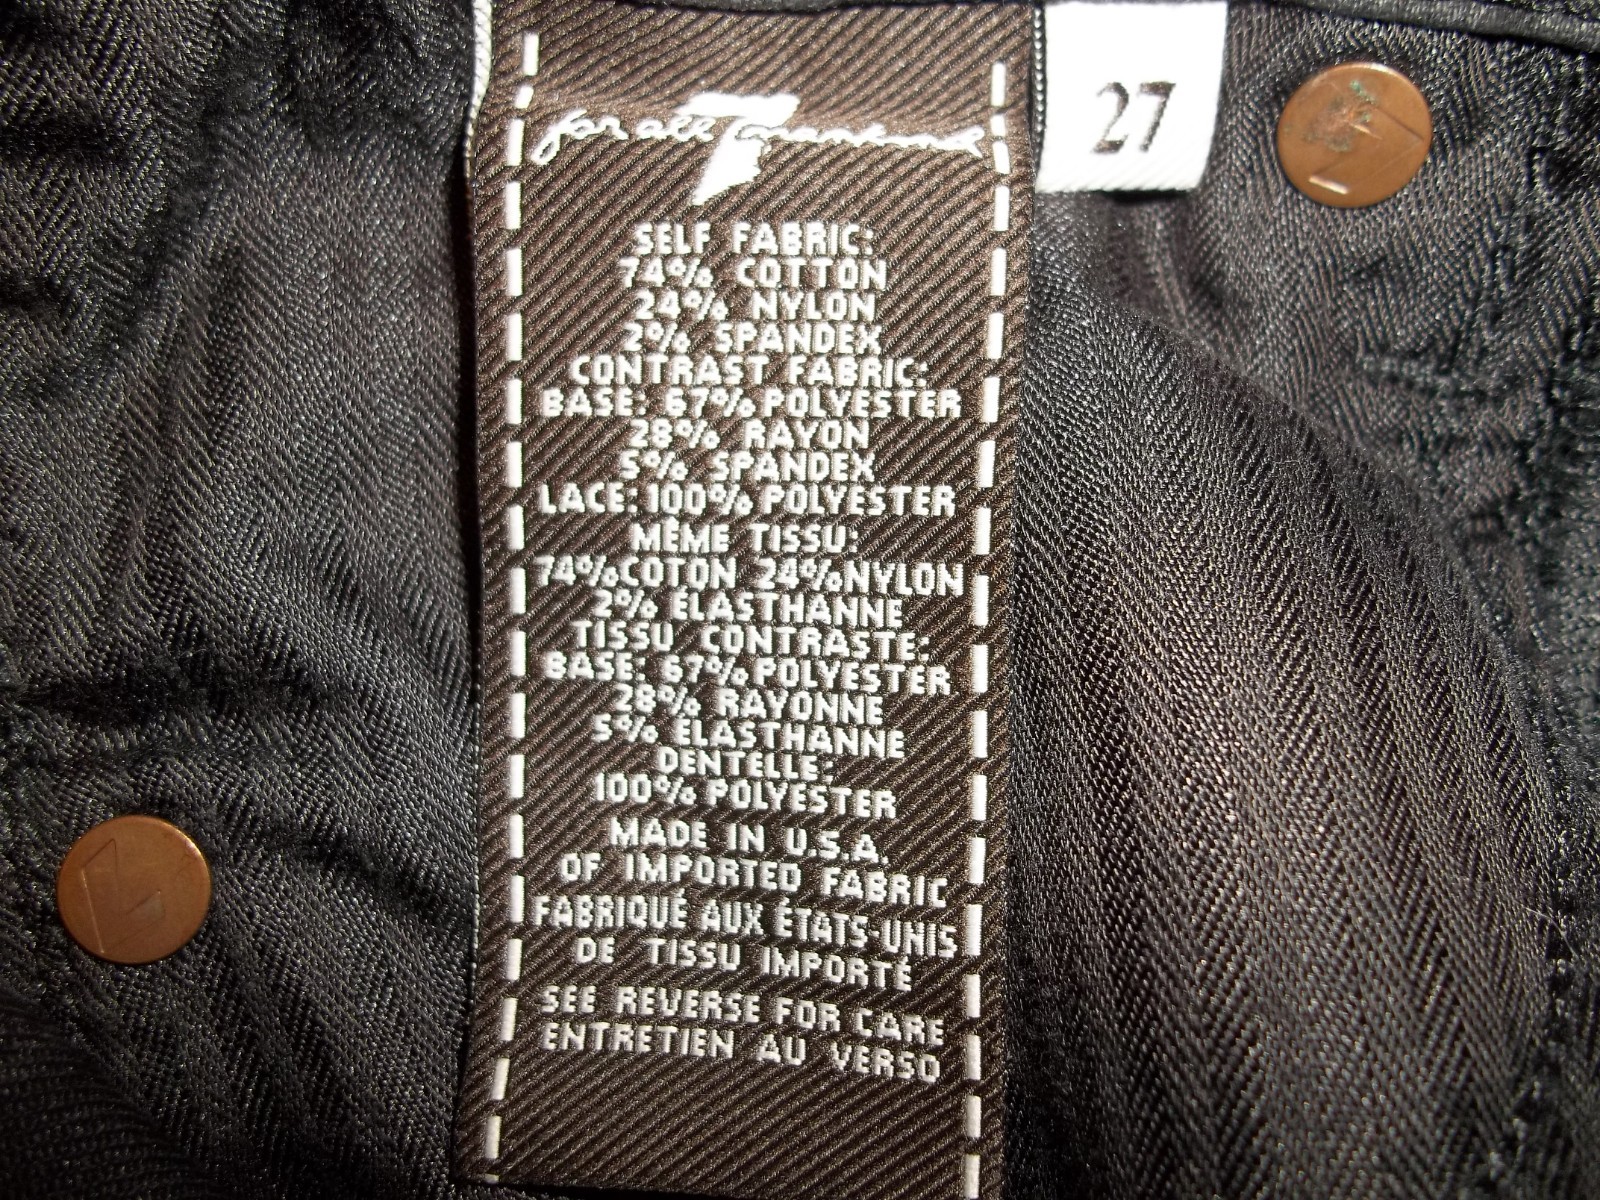 for all 7 mankind
27
SELF FABRIC:
74% COTTON
24% NYLON
2% SPANDEX
CONTRAST FABRIC:
BASE: 67% POLYESTER
28% RAYON
5% SPANDEX
LACE: 100% POLYESTER
MÊME TISSU:
74% COTON 24% NYLON
2% ÉLASTHANNE
TISSU CONTRASTE:
BASE: 67% POLYESTER
28% RAYONNE
5% ÉLASTHANNE
DENTELLE:
100% POLYESTER
MADE IN U.S.A.
OF IMPORTED FABRIC
FABRIQUÉ AUX ÉTATS-UNIS
DE TISSU IMPORTÉ
SEE REVERSE FOR CARE
ENTRETIEN AU VERSO